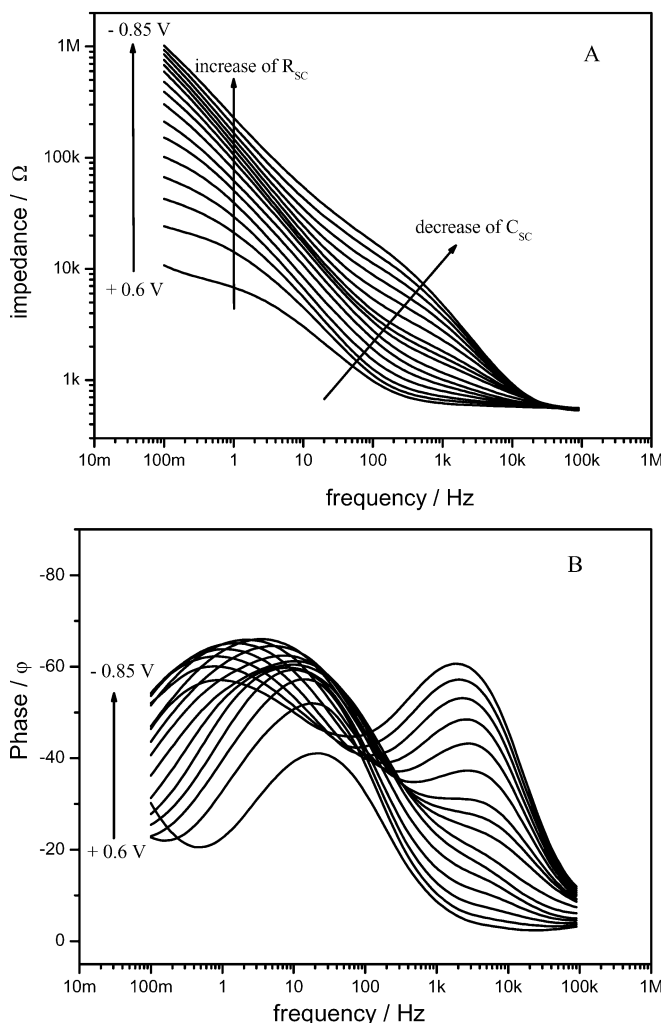 - 0.85 V
A
increase of RSC
1M
100k
decrease of CSC
10k
+ 0.6 V
1k
impedance / Ω
10m 100m 1 10 100 1k 10k 100k 1M
frequency / Hz
B
-80
-60
- 0.85 V
-40
-20
+ 0.6 V
0
Phase / φ
10m 100m 1 10 100 1k 10k 100k 1M
frequency / Hz